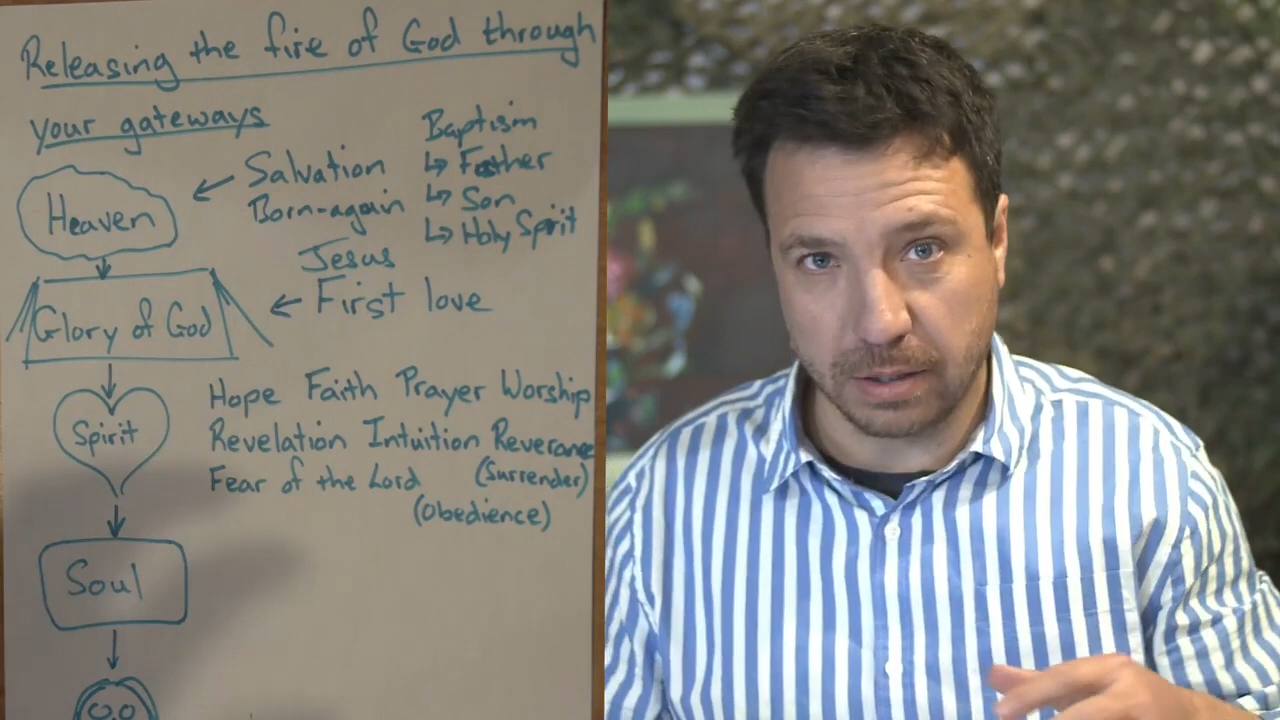 Releasing the fire of God through
your gateways
Heaven
Salvation
Born-again
Baptism
↳ Father
↳ Son
↳ Holy Spirit
Jesus
First love
Glory of God
Spirit
Hope Faith Prayer Worship
Revelation Intuition Reverance
Fear of the Lord (Surrender)
(Obedience)
Soul